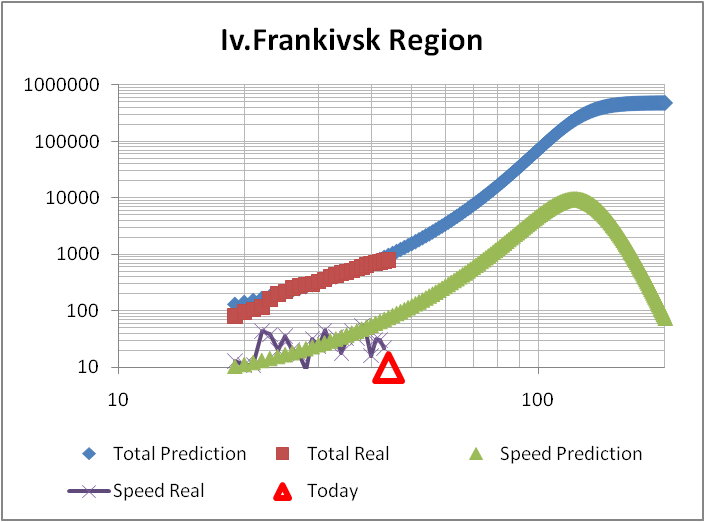 Iv.Frankivsk Region
1000000
100000
10000
1000
100
10
10 100
Total Prediction Total Real Speed Prediction
Speed Real Today